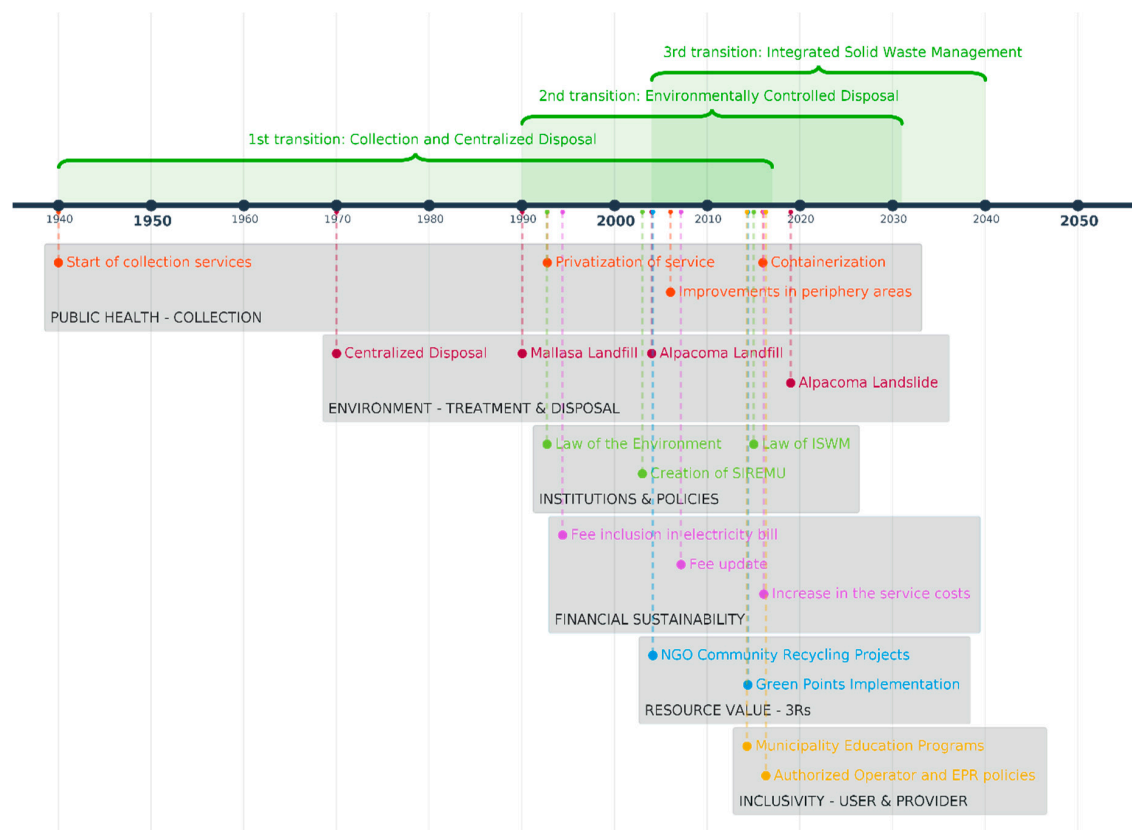 3rd transition: Integrated Solid Waste Management
2nd transition: Environmentally Controlled Disposal
1st transition: Collection and Centralized Disposal
1940 1950 1960 1970 1980 1990 2000 2010 2020 2030 2040 2050
Start of collection services Privatization of service Containerization
Improvements in periphery areas
PUBLIC HEALTH - COLLECTION
Centralized Disposal Mallasa Landfill Alpacoma Landfill
Alpacoma Landslide
ENVIRONMENT - TREATMENT & DISPOSAL
Law of the Environment Law of ISWM
Creation of SIREMU
INSTITUTIONS & POLICIES
Fee inclusion in electricity bill
Fee update
Increase in the service costs
FINANCIAL SUSTAINABILITY
NGO Community Recycling Projects
Green Points Implementation
RESOURCE VALUE - 3Rs
Municipality Education Programs
Authorized Operator and EPR policies
INCLUSIVITY - USER & PROVIDER